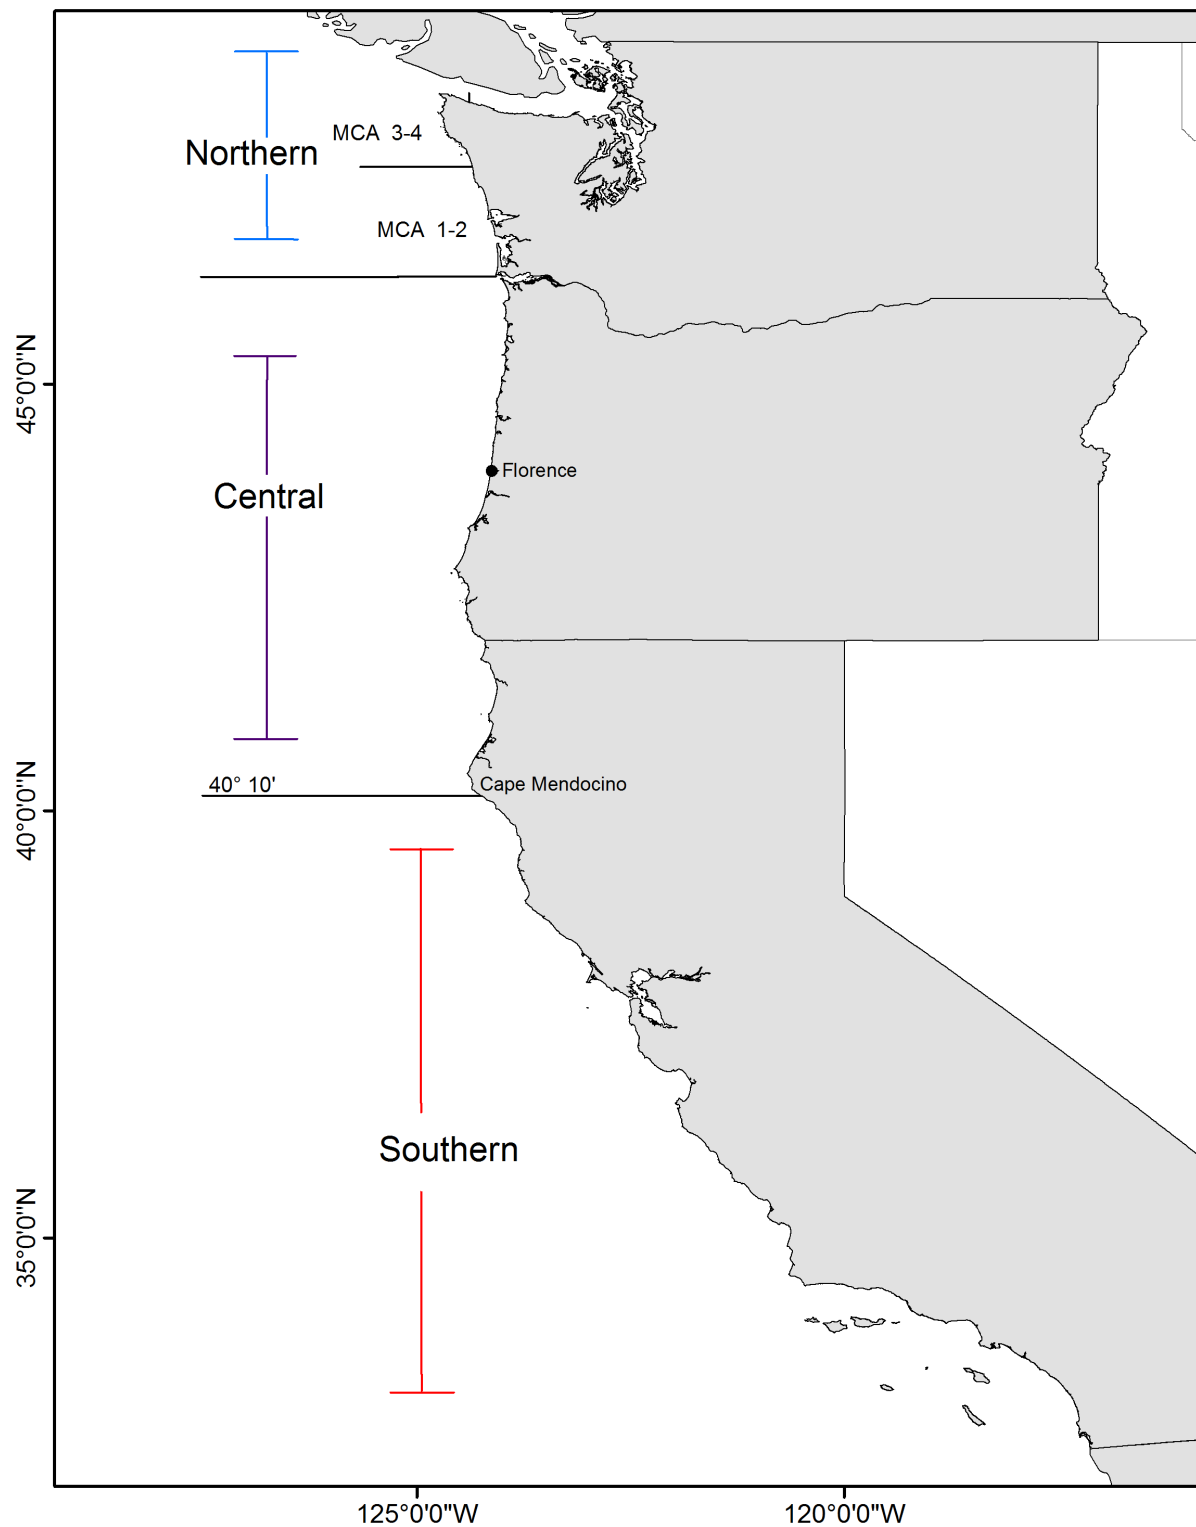 MCA 3-4
Northern
MCA 1-2
45°0'0"N
Florence
Central
40° 10'
Cape Mendocino
40°0'0"N
Southern
35°0'0"N
125°0'0"W
120°0'0"W